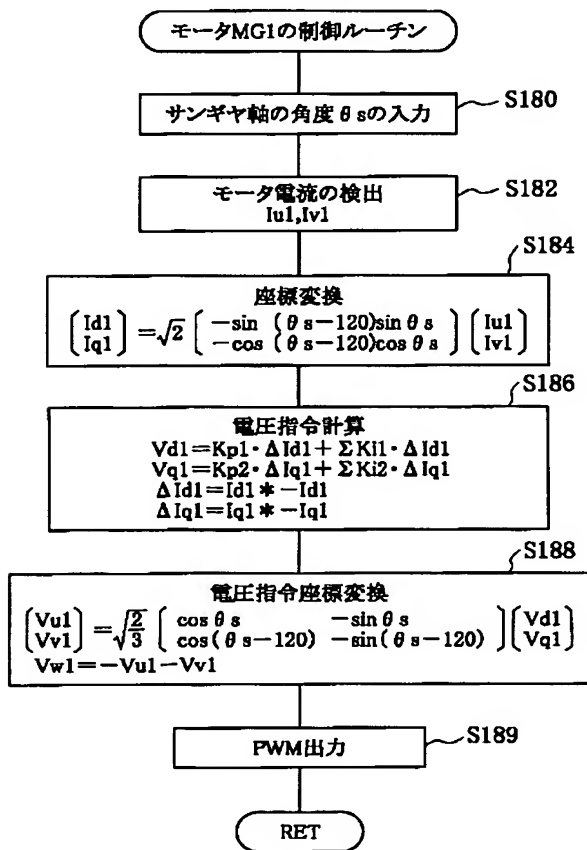 モータMG1の制御ルーチン
サンギヤ軸の角度θsの入力
S180
モータ電流の検出
Iu1,Iv1
S182
S184
座標変換
[Id1] =√2 [−sin (θs−120)sinθs] [Iu1]
[Iq1] [−cos (θs−120)cosθs] [Iv1]
S186
電圧指令計算
Vd1=Kp1・ΔId1+ΣKi1・ΔId1
Vq1=Kp2・ΔIq1+ΣKi2・ΔIq1
ΔId1=Id1*−Id1
ΔIq1=Iq1*−Iq1
S188
電圧指令座標変換
[Vu1] =√2/3 [cosθs −sinθs] [Vd1]
[Vv1] [cos(θs−120) −sin(θs−120)] [Vq1]
Vw1=−Vu1−Vv1
PWM出力
S189
RET